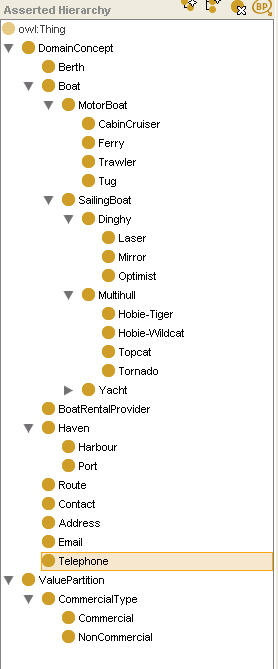 Asserted Hierarchy
BP
owl:Thing
DomainConcept
Berth
Boat
MotorBoat
CabinCruiser
Ferry
Trawler
Tug
SailingBoat
Dinghy
Laser
Mirror
Optimist
Multihull
Hobie-Tiger
Hobie-Wildcat
Topcat
Tornado
Yacht
BoatRentalProvider
Haven
Harbour
Port
Route
Contact
Address
Email
Telephone
ValuePartition
CommercialType
Commercial
NonCommercial